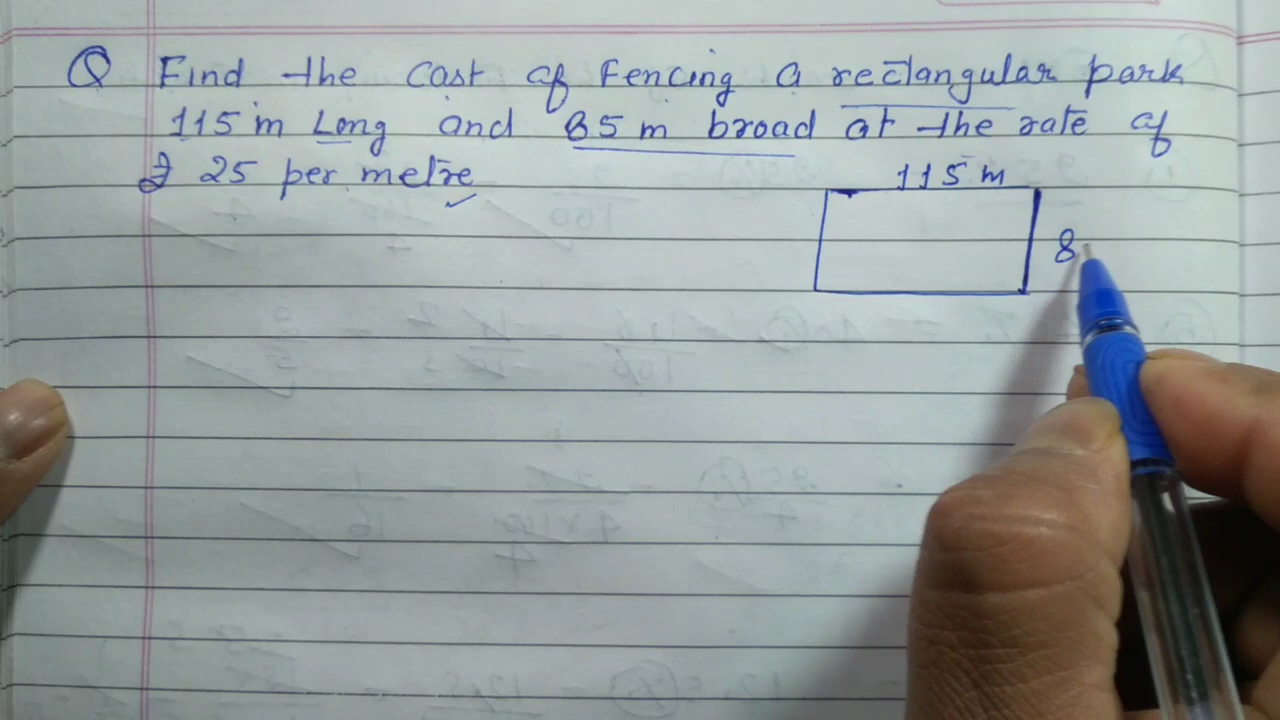 Q Find the cost of Fencing a rectangular park
115 m Long and 85 m broad at the rate of
₹ 25 per metre
115 m
8